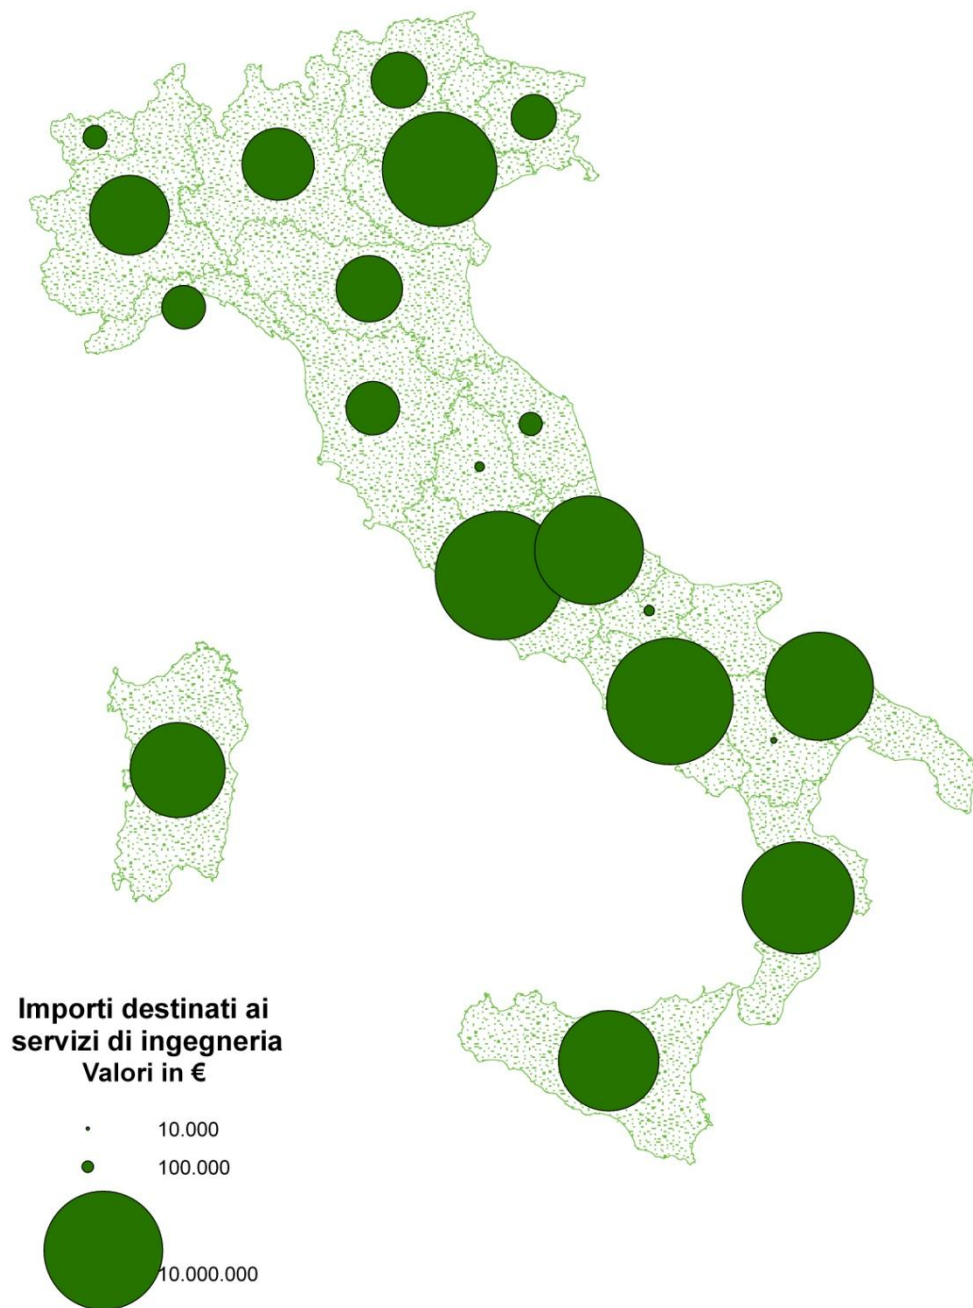 Importi destinati ai
servizi di ingegneria
Valori in €
10.000
100.000
10.000.000